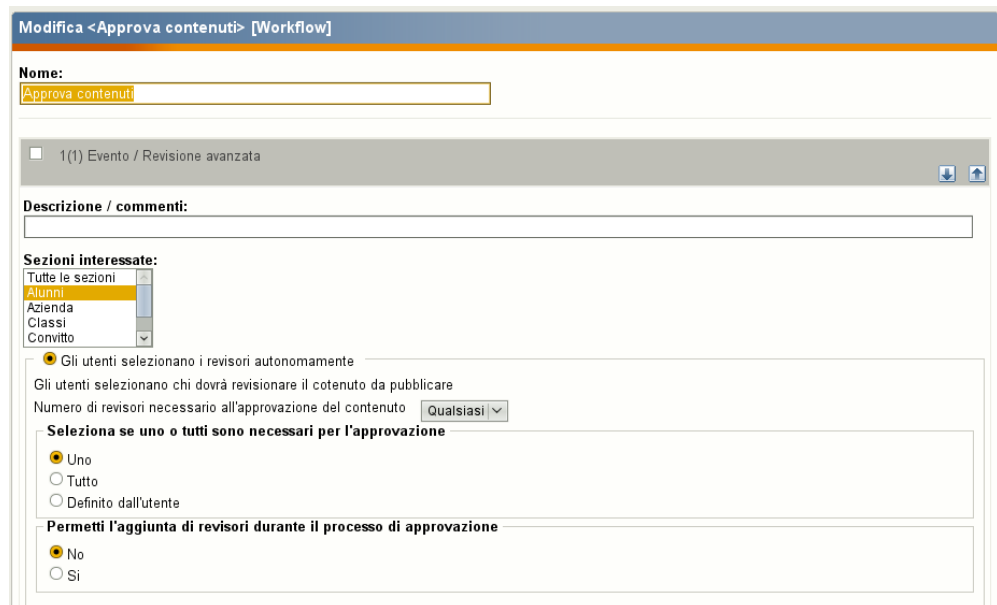 Modifica <Approva contenuti> [Workflow]
Nome:
Approva contenuti
1(1) Evento / Revisione avanzata
Descrizione / commenti:
Sezioni interessate:
Tutte le sezioni
Alunni
Azienda
Classi
Convitto
Gli utenti selezionano i revisori autonomamente
Gli utenti selezionano chi dovrà revisionare il cotenuto da pubblicare
Numero di revisori necessario all'approvazione del contenuto Qualsiasi
Seleziona se uno o tutti sono necessari per l'approvazione
Uno
Tutto
Definito dall'utente
Permetti l'aggiunta di revisori durante il processo di approvazione
No
Si